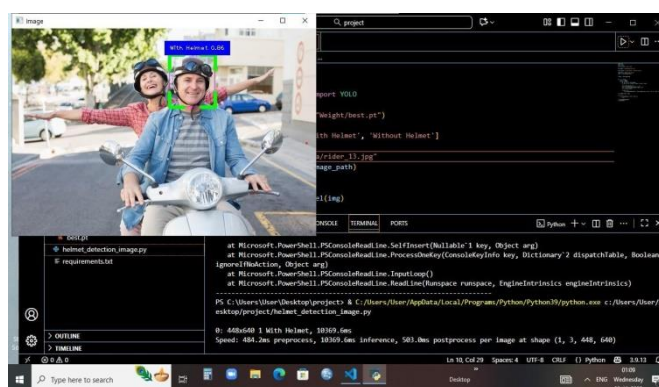 Image
project
With Helmet 0.86
mport YOLO
"Weight/best.pt")
ith Helmet', 'Without Helmet']
a/rider_13.jpg"
mage_path)
el(img)
ONSOLE TERMINAL PORTS
Python
best.pt
helmet_detection_image.py
requirements.txt
at Microsoft.PowerShell.PSConsoleReadLine.SelfInsert(Nullable`1 key, Object arg)
at Microsoft.PowerShell.PSConsoleReadLine.ProcessOneKey(ConsoleKeyInfo key, Dictionary`2 dispatchTable, Boolean
ignoreIfNoAction, Object arg)
at Microsoft.PowerShell.PSConsoleReadLine.InputLoop()
at Microsoft.PowerShell.PSConsoleReadLine.ReadLine(Runspace runspace, EngineIntrinsics engineIntrinsics)
PS C:\Users\User\Desktop\project> & C:/Users/User/AppData/Local/Programs/Python/Python39/python.exe c:/Users/User/
esktop/project/helmet_detection_image.py
0: 448x640 1 With Helmet, 10369.6ms
Speed: 484.2ms preprocess, 10369.6ms inference, 503.0ms postprocess per image at shape (1, 3, 448, 640)
OUTLINE
TIMELINE
0 0 Ln 10, Col 29 Spaces: 4 UTF-8 CRLF {} Python 3.9.13
Type here to search
Desktop
ENG
01:09
Wednesday